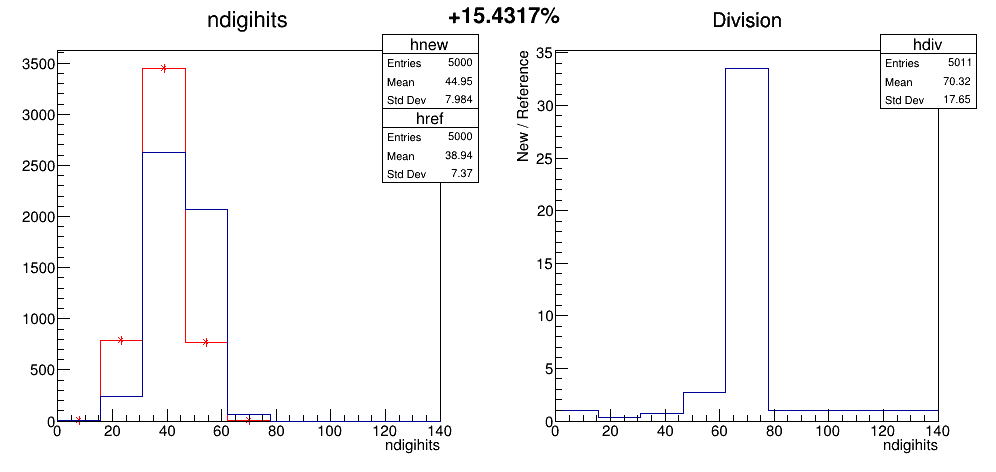 +15.4317%
ndigihits
hnew
Entries 5000
Mean 44.95
Std Dev 7.984
href
Entries 5000
Mean 38.94
Std Dev 7.37
3500
3000
2500
2000
1500
1000
500
0
0 20 40 60 80 100 120 140
ndigihits
Division
hdiv
Entries 5011
Mean 70.32
Std Dev 17.65
New / Reference
35
30
25
20
15
10
5
0
0 20 40 60 80 100 120 140
ndigihits